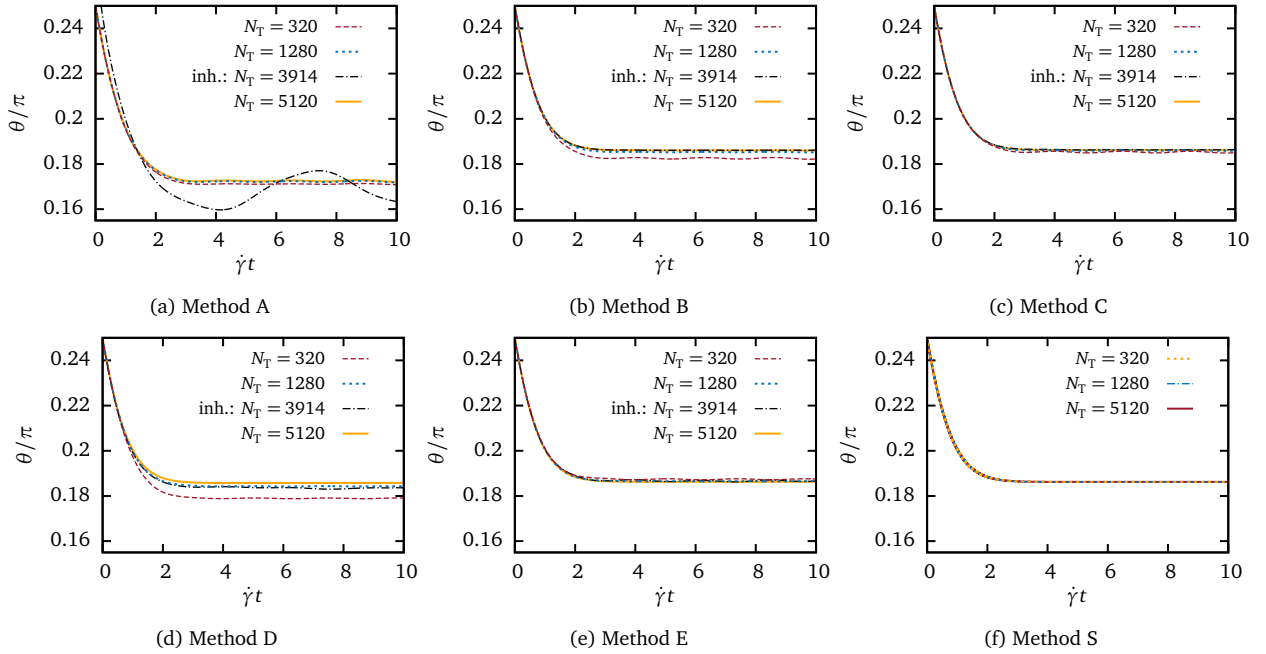 0.24
0.22
0.2
0.18
0.16
θ/π
N_T = 320
N_T = 1280
inh.: N_T = 3914
N_T = 5120
0 2 4 6 8 10
γ̇t
(a) Method A
0.24
0.22
0.2
0.18
0.16
θ/π
N_T = 320
N_T = 1280
inh.: N_T = 3914
N_T = 5120
0 2 4 6 8 10
γ̇t
(b) Method B
0.24
0.22
0.2
0.18
0.16
θ/π
N_T = 320
N_T = 1280
inh.: N_T = 3914
N_T = 5120
0 2 4 6 8 10
γ̇t
(c) Method C
0.24
0.22
0.2
0.18
0.16
θ/π
N_T = 320
N_T = 1280
inh.: N_T = 3914
N_T = 5120
0 2 4 6 8 10
γ̇t
(d) Method D
0.24
0.22
0.2
0.18
0.16
θ/π
N_T = 320
N_T = 1280
inh.: N_T = 3914
N_T = 5120
0 2 4 6 8 10
γ̇t
(e) Method E
0.24
0.22
0.2
0.18
0.16
θ/π
N_T = 320
N_T = 1280
N_T = 5120
0 2 4 6 8 10
γ̇t
(f) Method S